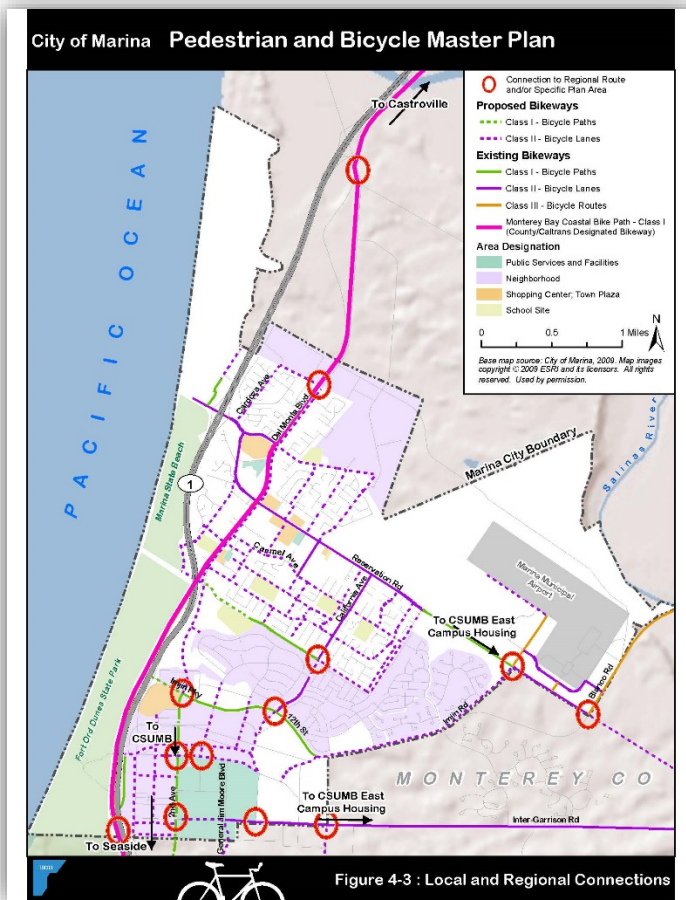 City of Marina Pedestrian and Bicycle Master Plan
To Castroville
Connection to Regional Route
and/or Specific Plan Area
Proposed Bikeways
Class I - Bicycle Paths
Class II - Bicycle Lanes
Existing Bikeways
Class I - Bicycle Paths
Class II - Bicycle Lanes
Class III - Bicycle Routes
Monterey Bay Coastal Bike Path - Class I
(County/Caltrans Designated Bikeway)
Area Designation
Public Services and Facilities
Neighborhood
Shopping Center; Town Plaza
School Site
N
0 0.5 1 Miles
Base map source: City of Marina, 2009. Map images
copyright © 2009 ESRI and its licensors. All rights
reserved. Used by permission.
PACIFIC OCEAN
Cardoza Ave
Del Monte Blvd
Marina City Boundary
Salinas River
Marina State Beach
1
Carmel Ave
Reservation Rd
California Ave
Marina Municipal
Airport
To CSUMB East
Campus Housing
Blanco Rd
Fort Ord Dunes State Park
Imjin Pky
12th St
Imjin Rd
To
CSUMB
MONTEREY CO
2nd Ave
General Jim Moore Blvd
To CSUMB East
Campus Housing
Inter-Garrison Rd
To Seaside
Figure 4-3 : Local and Regional Connections